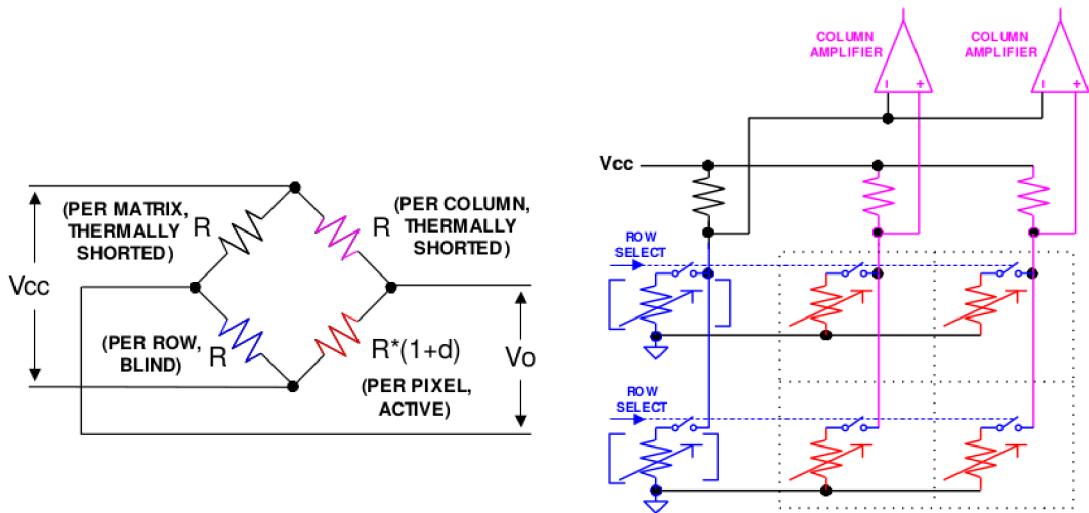 (PER MATRIX,
THERMALLY
SHORTED)
R
R
(PER COLUMN,
THERMALLY
SHORTED)
Vcc
(PER ROW,
BLIND)
R
R*(1+d)
(PER PIXEL,
ACTIVE)
Vo
COLUMN
AMPLIFIER
COLUMN
AMPLIFIER
- +
- +
Vcc
ROW
SELECT
T
T
T
ROW
SELECT
T
T
T